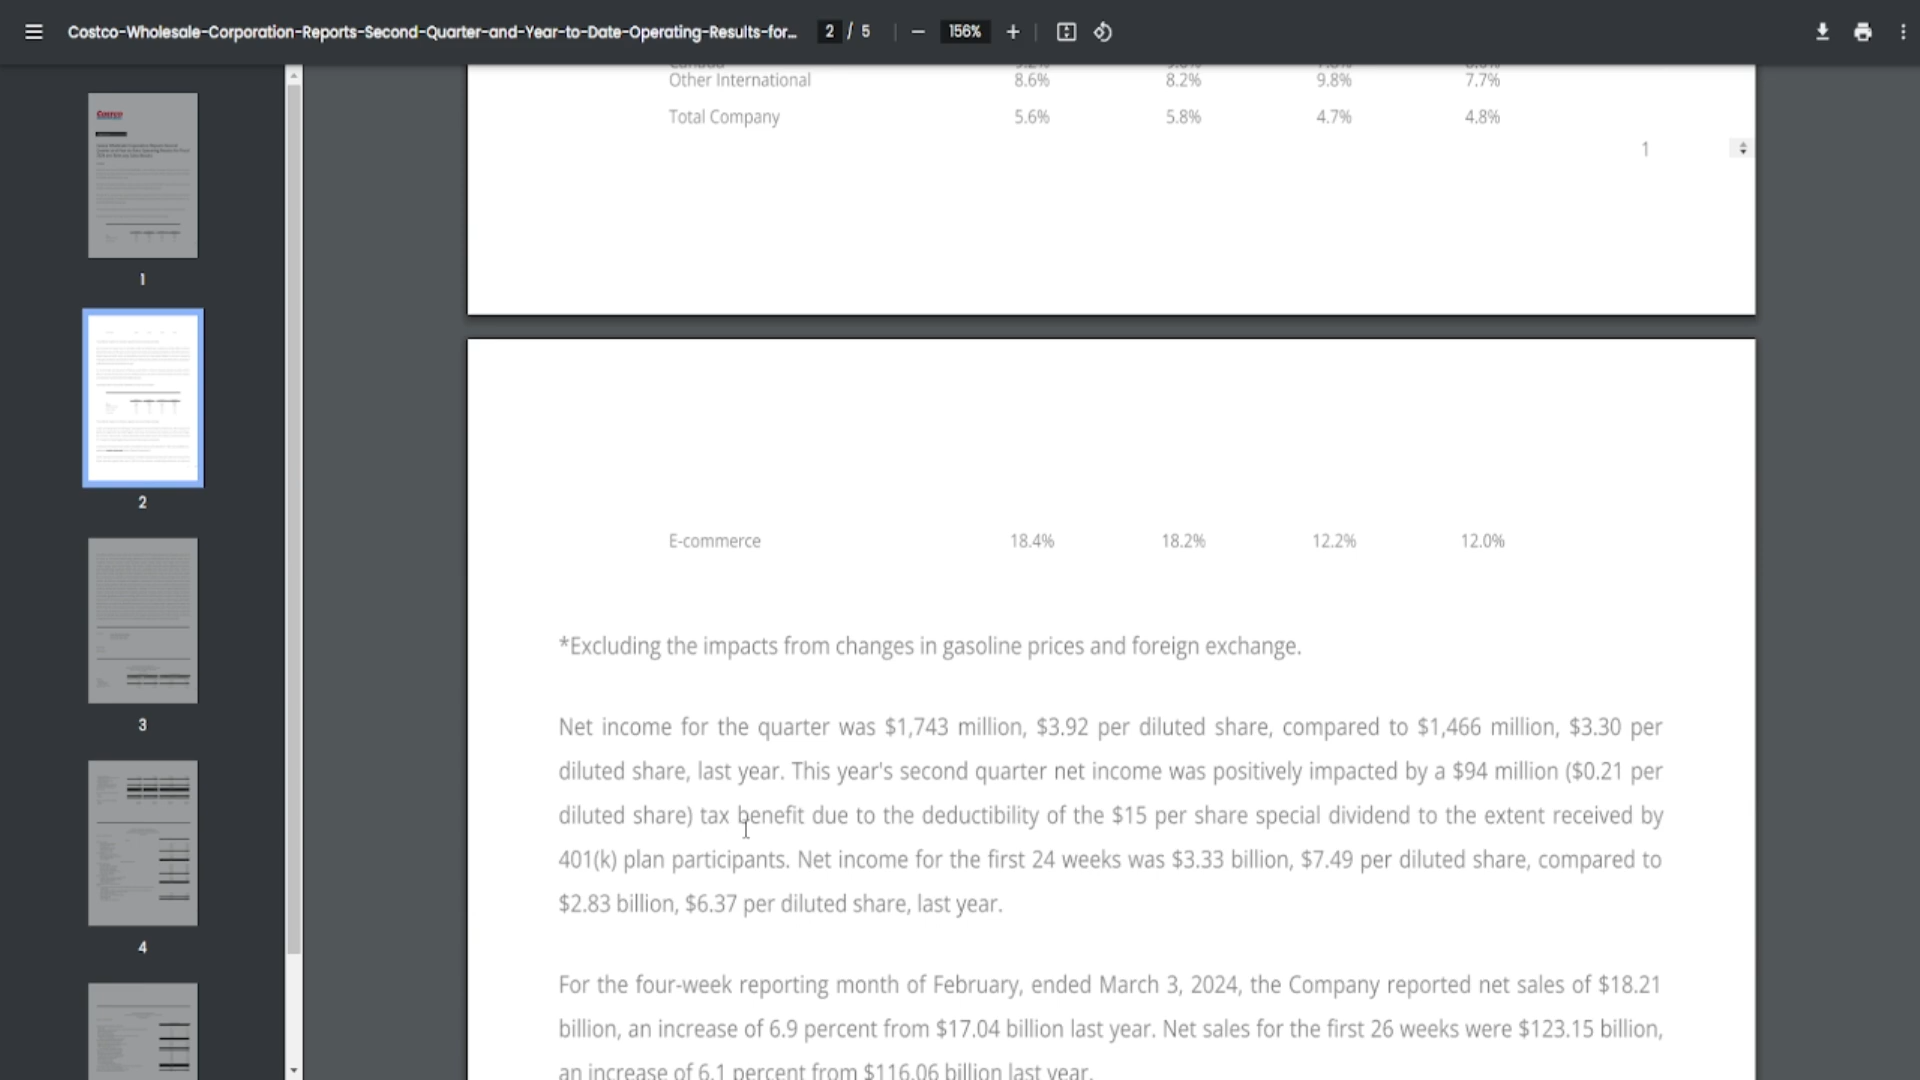 Costco-Wholesale-Corporation-Reports-Second-Quarter-and-Year-to-Date-Operating-Results-for...
2 / 5
156%
Other International 8.6% 8.2% 9.8% 7.7%
Total Company 5.6% 5.8% 4.7% 4.8%
1
E-commerce 18.4% 18.2% 12.2% 12.0%
*Excluding the impacts from changes in gasoline prices and foreign exchange.
Net income for the quarter was $1,743 million, $3.92 per diluted share, compared to $1,466 million, $3.30 per
diluted share, last year. This year's second quarter net income was positively impacted by a $94 million ($0.21 per
diluted share) tax benefit due to the deductibility of the $15 per share special dividend to the extent received by
401(k) plan participants. Net income for the first 24 weeks was $3.33 billion, $7.49 per diluted share, compared to
$2.83 billion, $6.37 per diluted share, last year.
For the four-week reporting month of February, ended March 3, 2024, the Company reported net sales of $18.21
billion, an increase of 6.9 percent from $17.04 billion last year. Net sales for the first 26 weeks were $123.15 billion,
an increase of 6.1 percent from $116.06 billion last year.
Costco
1
2
3
4